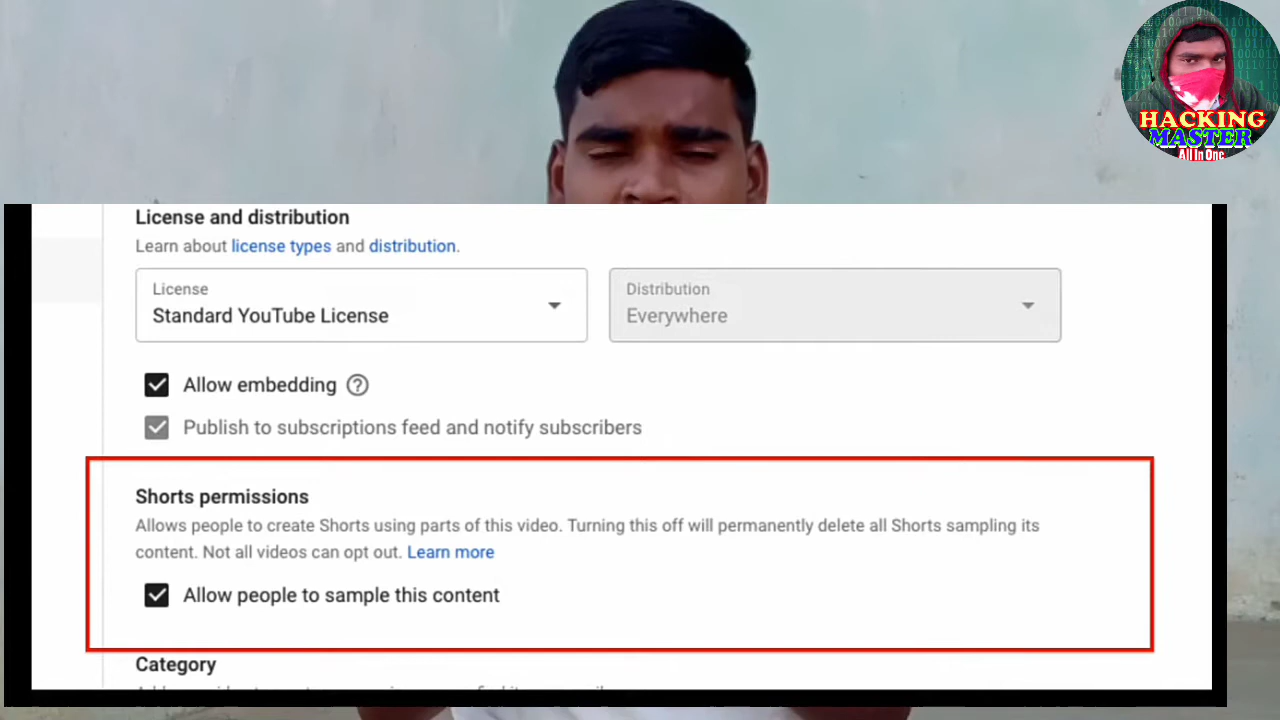 HACKING
MASTER
All In One
License and distribution
Learn about license types and distribution.
License
Standard YouTube License
Distribution
Everywhere
Allow embedding
Publish to subscriptions feed and notify subscribers
Shorts permissions
Allows people to create Shorts using parts of this video. Turning this off will permanently delete all Shorts sampling its
content. Not all videos can opt out. Learn more
Allow people to sample this content
Category